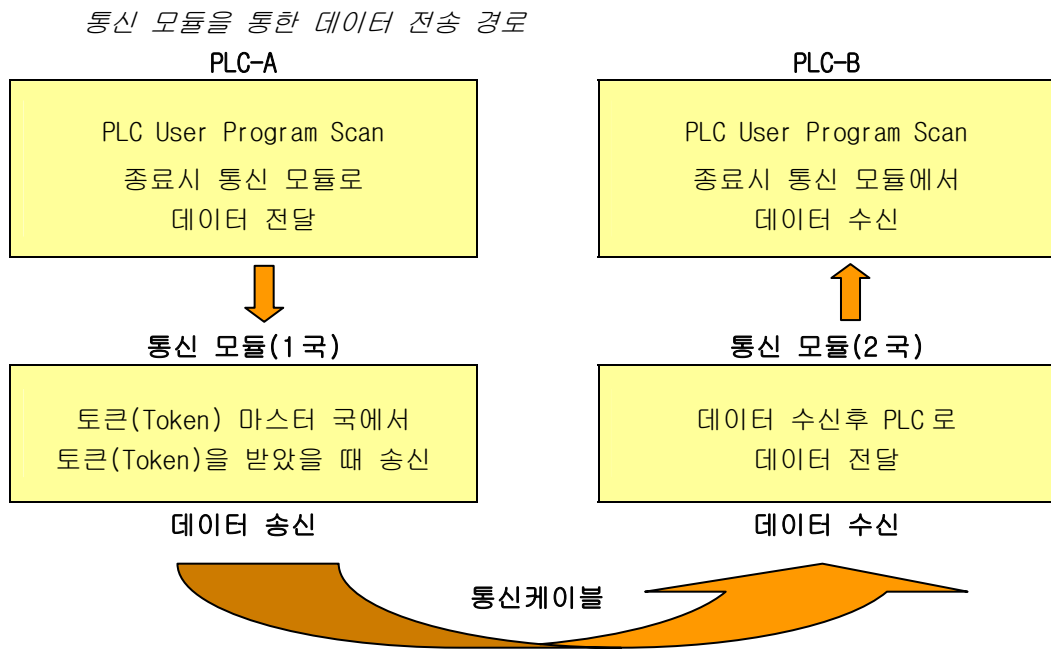 통신 모듈을 통한 데이터 전송 경로
PLC-A
PLC User Program Scan
종료시 통신 모듈로
데이터 전달
통신 모듈(1국)
토큰(Token) 마스터 국에서
토큰(Token)을 받았을 때 송신
데이터 송신
PLC-B
PLC User Program Scan
종료시 통신 모듈에서
데이터 수신
통신 모듈(2국)
데이터 수신후 PLC로
데이터 전달
데이터 수신
통신케이블